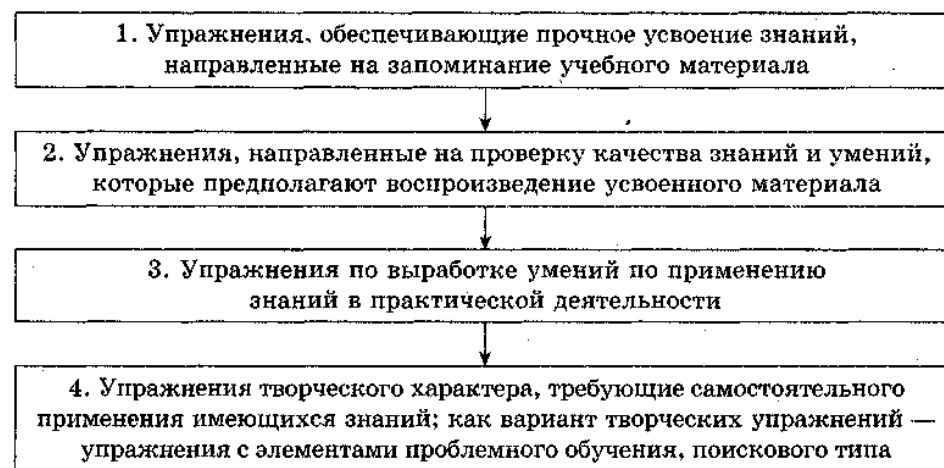 1. Упражнения, обеспечивающие прочное усвоение знаний,
направленные на запоминание учебного материала
2. Упражнения, направленные на проверку качества знаний и умений,
которые предполагают воспроизведение усвоенного материала
3. Упражнения по выработке умений по применению
знаний в практической деятельности
4. Упражнения творческого характера, требующие самостоятельного
применения имеющихся знаний; как вариант творческих упражнений —
упражнения с элементами проблемного обучения, поискового типа